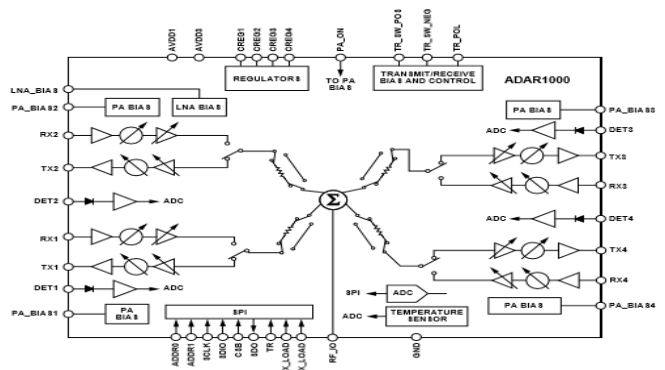 AVDD1
AVDD3
CREG1
CREG2
CREG3
CREG4
PA_ON
TR_SW_POS
TR_SW_NEG
TR_POL
REGULATORS
TO PA
BIAS
TRANSMIT/RECEIVE
BIAS AND CONTROL
ADAR1000
LNA_BIAS
PA_BIAS2
PA BIAS
LNA BIAS
PA BIAS
PA_BIAS3
RX2
ADC
DET3
TX2
TX3
DET2
ADC
RX3
Σ
ADC
DET4
RX1
TX4
TX1
RX4
DET1
ADC
SPI
ADC
PA_BIAS1
PA
BIAS
SPI
ADC
TEMPERATURE
SENSOR
PA BIAS
PA_BIAS4
ADDR0
ADDR1
SCLK
SDIO
CSB
SDO
TR
X_LOAD
X_LOAD
RF_IO
GND